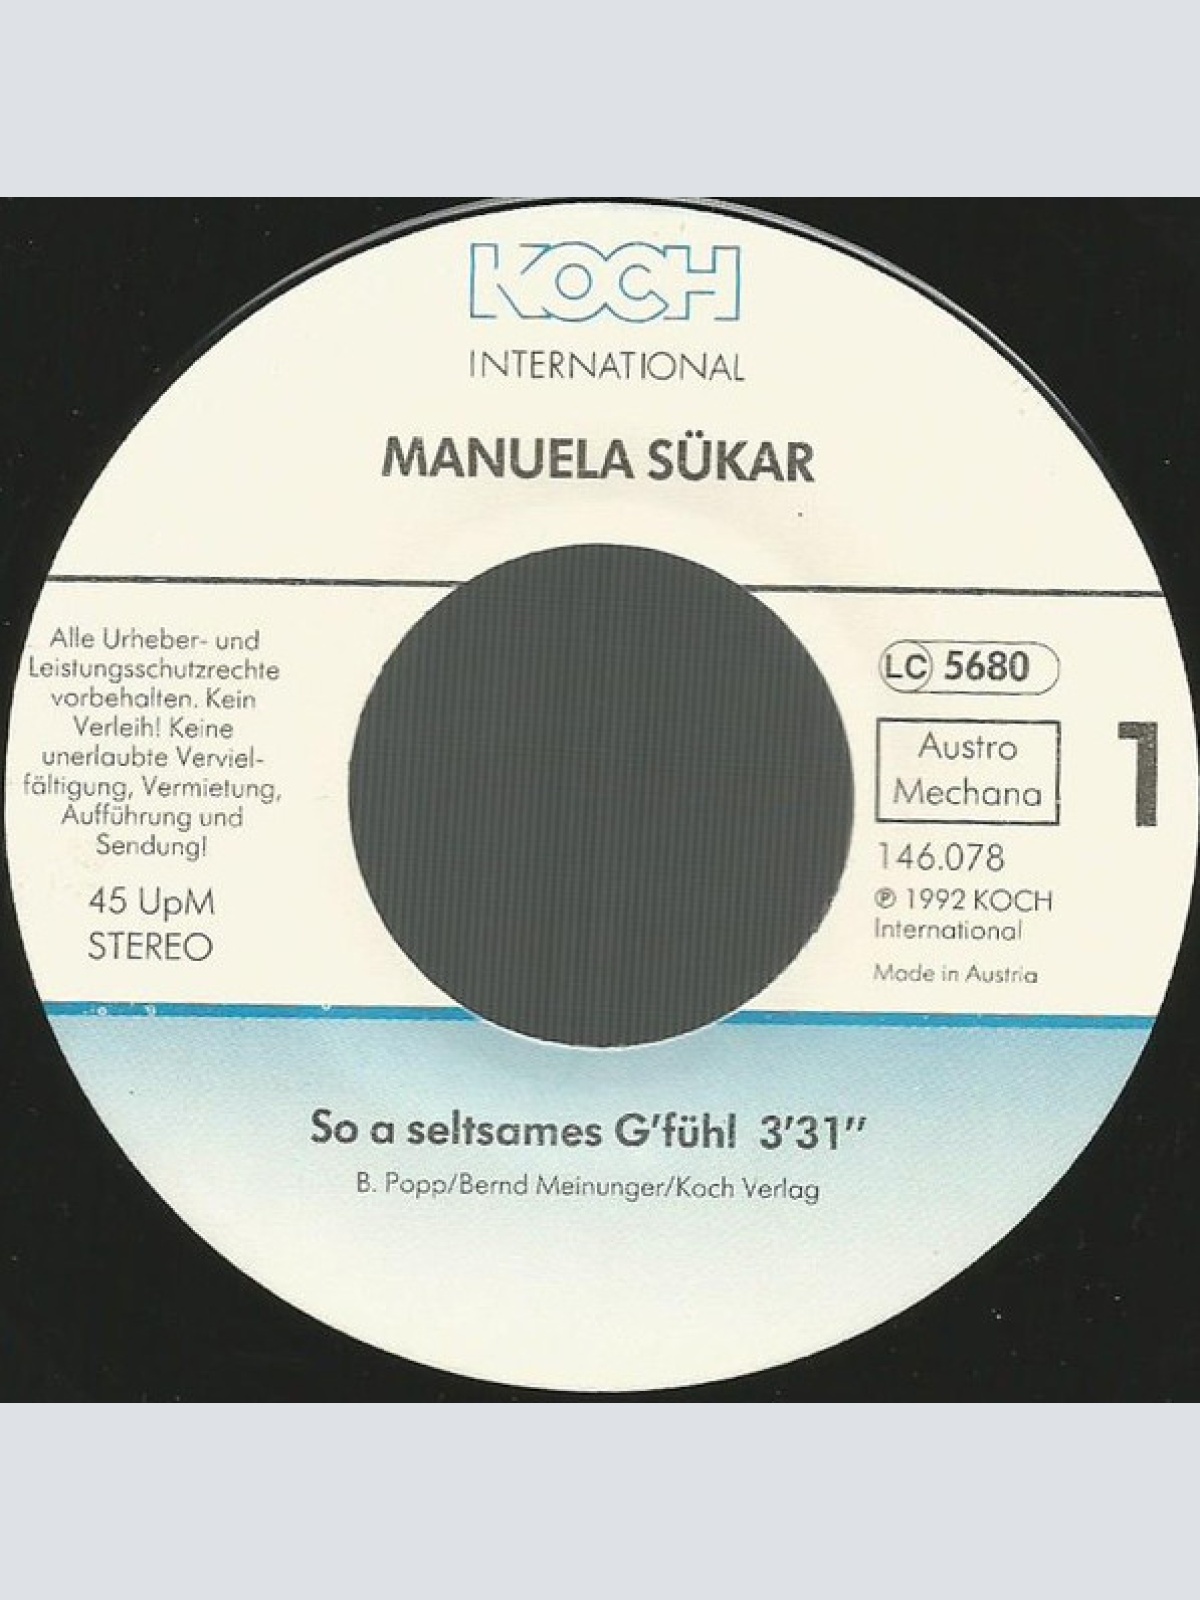 KOCH
INTERNATIONAL
MANUELA SÜKAR
Alle Urheber- und
Leistungsschutzrechte
vorbehalten. Kein
Verleih! Keine
unerlaubte Verviel-
fältigung, Vermietung,
Aufführung und
Sendung!
45 UpM
STEREO
LC 5680
Austro
Mechana
1
146.078
℗ 1992 KOCH
International
Made in Austria
So a seltsames G'fühl 3'31"
B. Popp/Bernd Meinunger/Koch Verlag